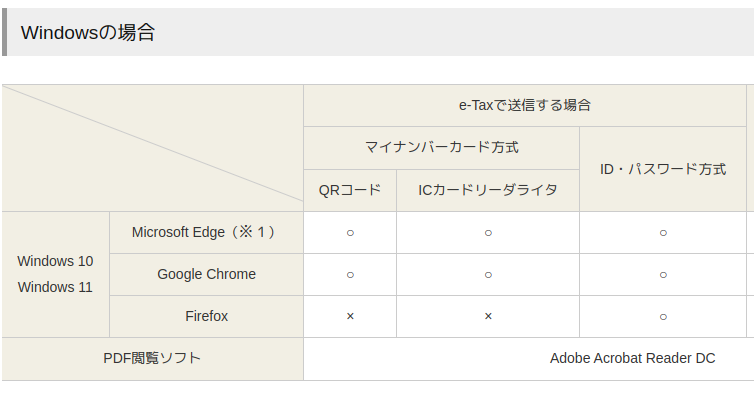 Windowsの場合
e-Taxで送信する場合
マイナンバーカード方式
ID・パスワード方式
QRコード
ICカードリーダライタ
Windows 10
Windows 11
Microsoft Edge（※１）
○
○
○
Google Chrome
○
○
○
Firefox
×
×
○
PDF閲覧ソフト
Adobe Acrobat Reader DC